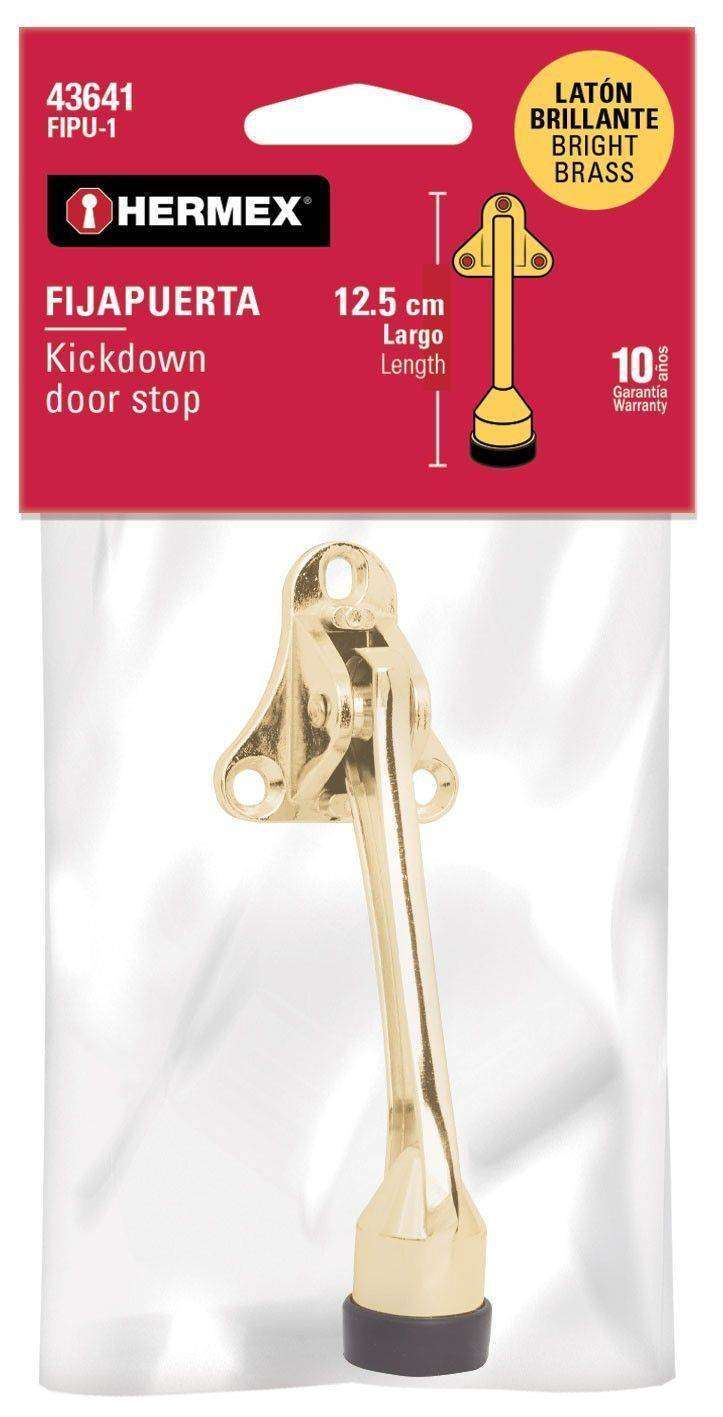 43641
FIPU-1
LATÓN
BRILLANTE
BRIGHT
BRASS
HERMEX®
FIJAPUERTA
Kickdown
door stop
12.5 cm
Largo
Length
10 años
Garantía
Warranty